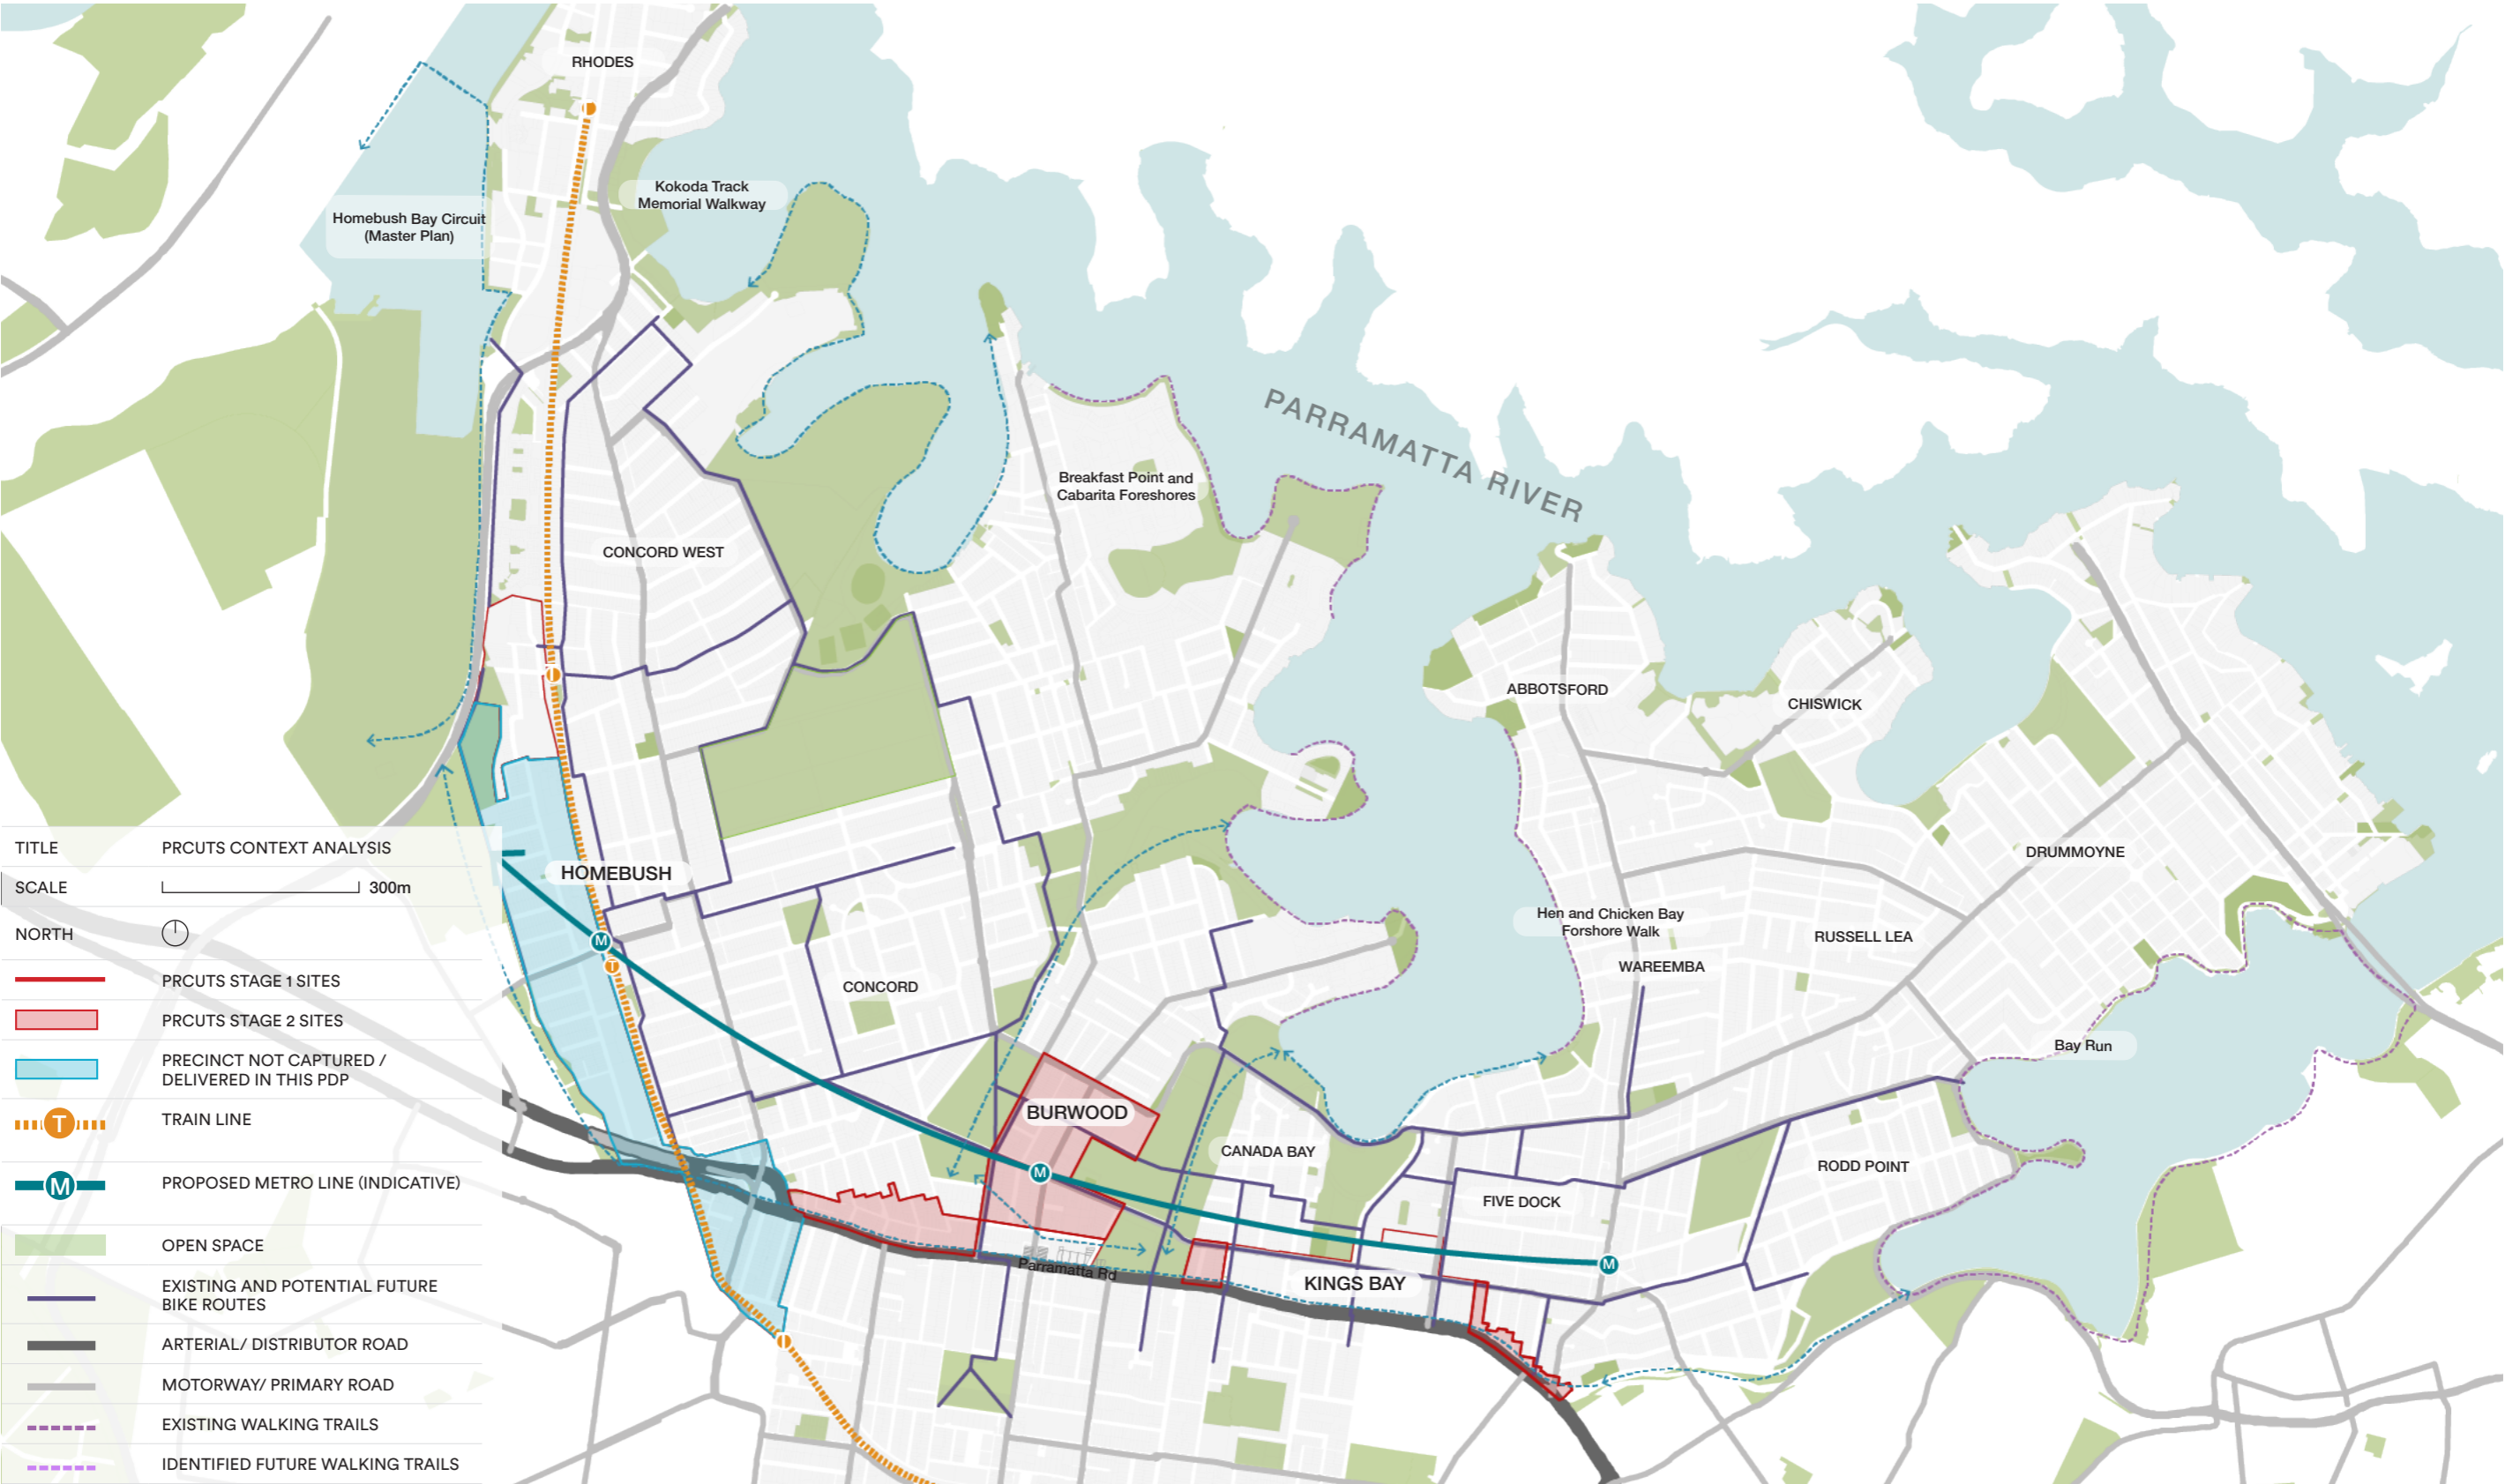 RHODES
Kokoda Track
Memorial Walkway
Homebush Bay Circuit
(Master Plan)
PARRAMATTA RIVER
Breakfast Point and
Cabarita Foreshores
CONCORD WEST
ABBOTSFORD
CHISWICK
DRUMMOYNE
HOMEBUSH
M
T
Hen and Chicken Bay
Forshore Walk
RUSSELL LEA
WAREEMBA
CONCORD
Bay Run
BURWOOD
CANADA BAY
M
RODD POINT
FIVE DOCK
M
Parramatta Rd
KINGS BAY
TITLE PRCUTS CONTEXT ANALYSIS
SCALE 300m
NORTH
PRCUTS STAGE 1 SITES
PRCUTS STAGE 2 SITES
PRECINCT NOT CAPTURED /
DELIVERED IN THIS PDP
T TRAIN LINE
M PROPOSED METRO LINE (INDICATIVE)
OPEN SPACE
EXISTING AND POTENTIAL FUTURE
BIKE ROUTES
ARTERIAL/ DISTRIBUTOR ROAD
MOTORWAY/ PRIMARY ROAD
EXISTING WALKING TRAILS
IDENTIFIED FUTURE WALKING TRAILS